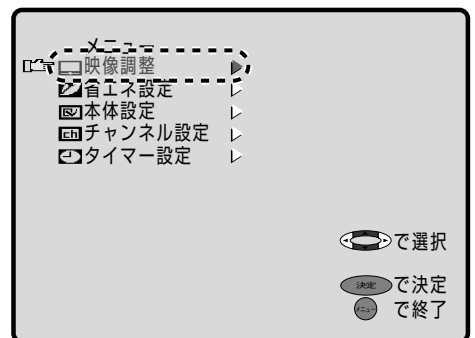 メニュー
映像調整
省エネ設定
本体設定
ch チャンネル設定
タイマー設定
で選択
決定 で決定
メニュー で終了